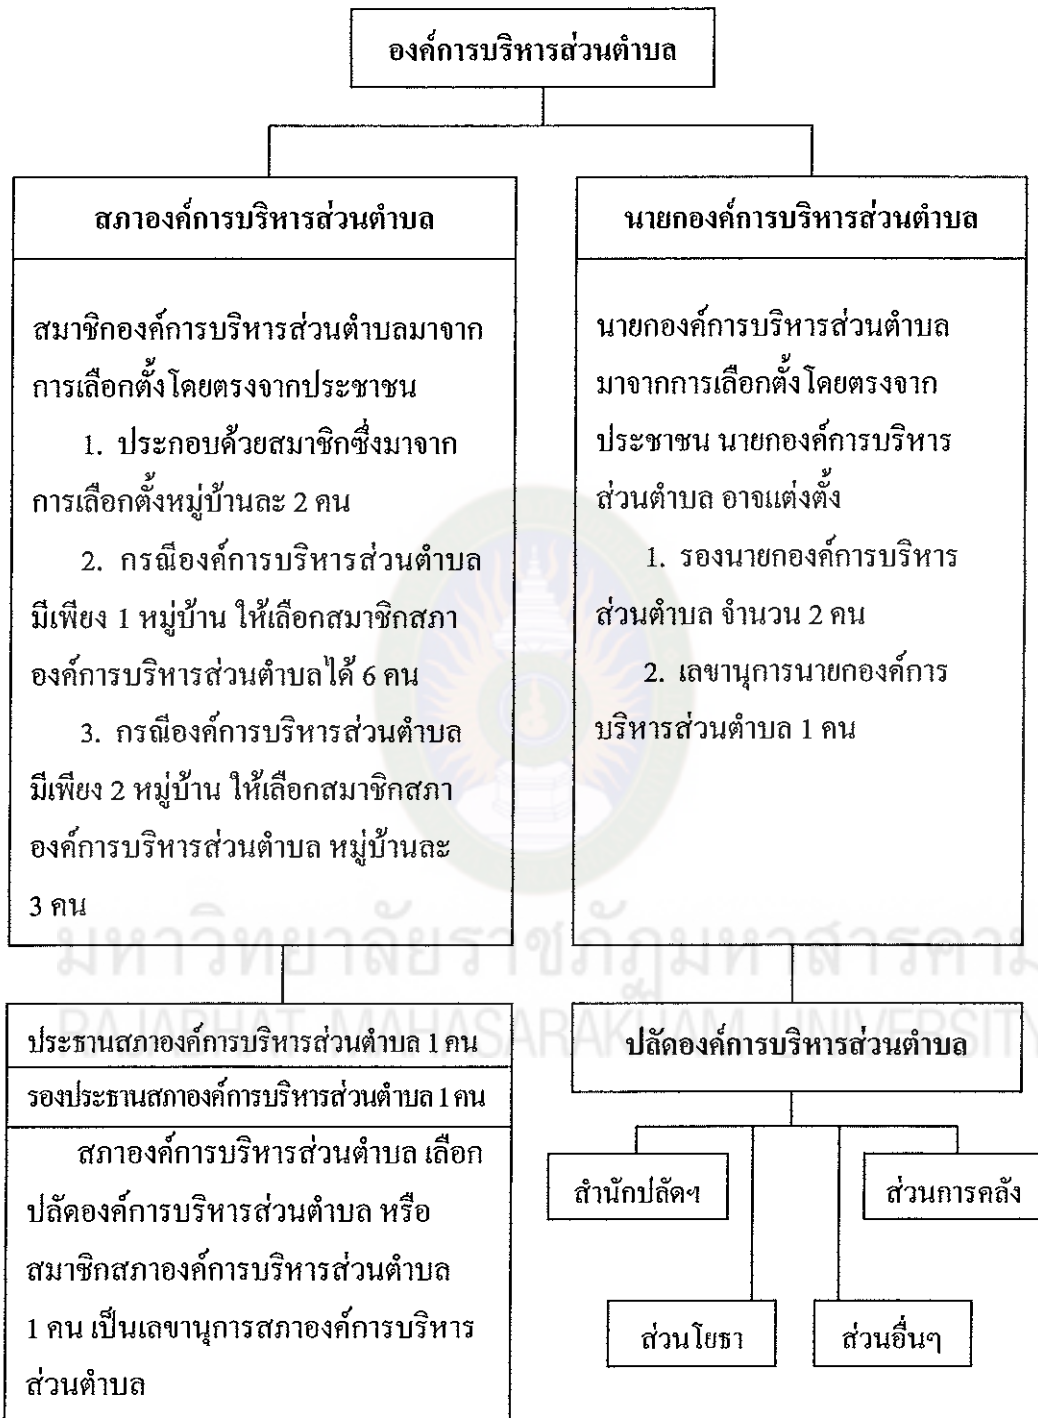 องค์การบริหารส่วนตำบล
สภาองค์การบริหารส่วนตำบล
สมาชิกองค์การบริหารส่วนตำบลมาจาก
การเลือกตั้งโดยตรงจากประชาชน
1. ประกอบด้วยสมาชิกซึ่งมาจาก
การเลือกตั้งหมู่บ้านละ 2 คน
2. กรณีองค์การบริหารส่วนตำบล
มีเพียง 1 หมู่บ้าน ให้เลือกสมาชิกสภา
องค์การบริหารส่วนตำบลได้ 6 คน
3. กรณีองค์การบริหารส่วนตำบล
มีเพียง 2 หมู่บ้าน ให้เลือกสมาชิกสภา
องค์การบริหารส่วนตำบล หมู่บ้านละ
3 คน
นายกองค์การบริหารส่วนตำบล
นายกองค์การบริหารส่วนตำบล
มาจากการเลือกตั้งโดยตรงจาก
ประชาชน นายกองค์การบริหาร
ส่วนตำบล อาจแต่งตั้ง
1. รองนายกองค์การบริหาร
ส่วนตำบล จำนวน 2 คน
2. เลขานุการนายกองค์การ
บริหารส่วนตำบล 1 คน
มหาวิทยาลัยราชภัฏมหาสารคาม
RAJABHAT MAHASARAKHAM UNIVERSITY
ประธานสภาองค์การบริหารส่วนตำบล 1 คน
รองประธานสภาองค์การบริหารส่วนตำบล 1 คน
สภาองค์การบริหารส่วนตำบล เลือก
ปลัดองค์การบริหารส่วนตำบล หรือ
สมาชิกสภาองค์การบริหารส่วนตำบล
1 คน เป็นเลขานุการสภาองค์การบริหาร
ส่วนตำบล
ปลัดองค์การบริหารส่วนตำบล
สำนักปลัดฯ
ส่วนการคลัง
ส่วนโยธา
ส่วนอื่นๆ